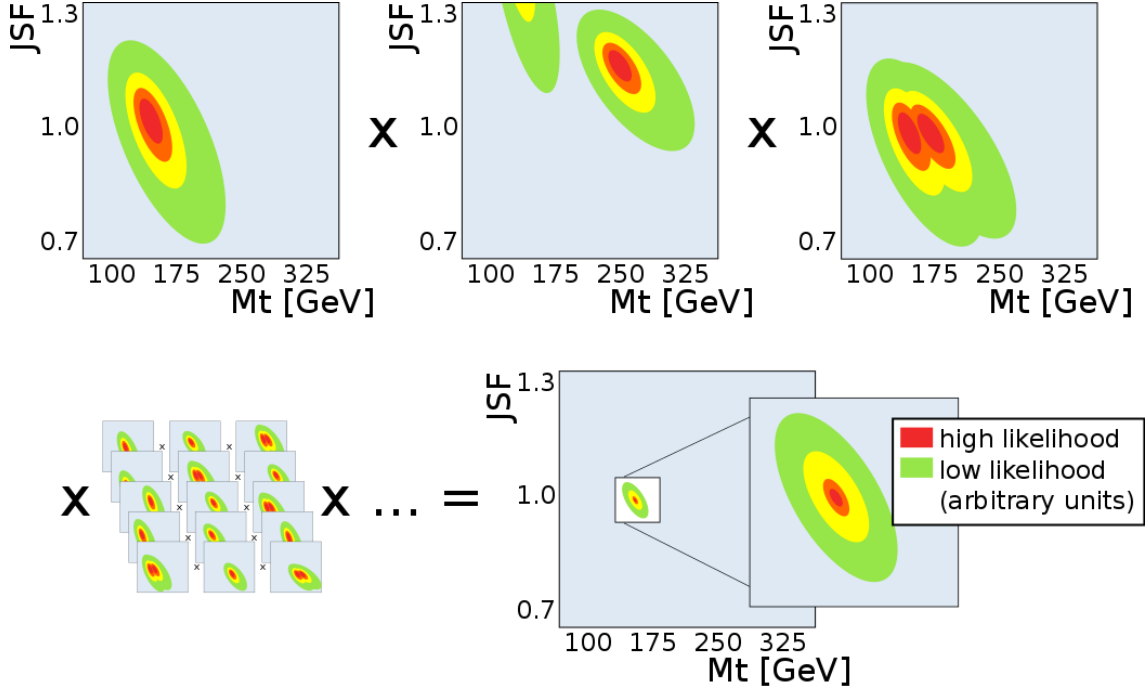 JSF 1.3 1.0 0.7
100 175 250 325
Mt [GeV]
x
JSF 1.3 1.0 0.7
100 175 250 325
Mt [GeV]
x
JSF 1.3 1.0 0.7
100 175 250 325
Mt [GeV]
x
x x
x x
x x
x x
x x
x ... =
JSF 1.3 1.0 0.7
100 175 250 325
Mt [GeV]
high likelihood
low likelihood
(arbitrary units)